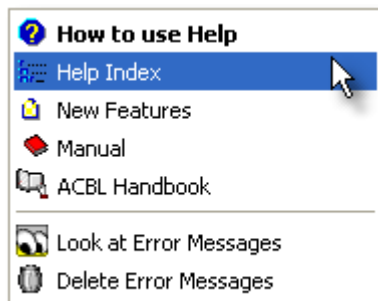 How to use Help
Help Index
New Features
Manual
ACBL Handbook
Look at Error Messages
Delete Error Messages